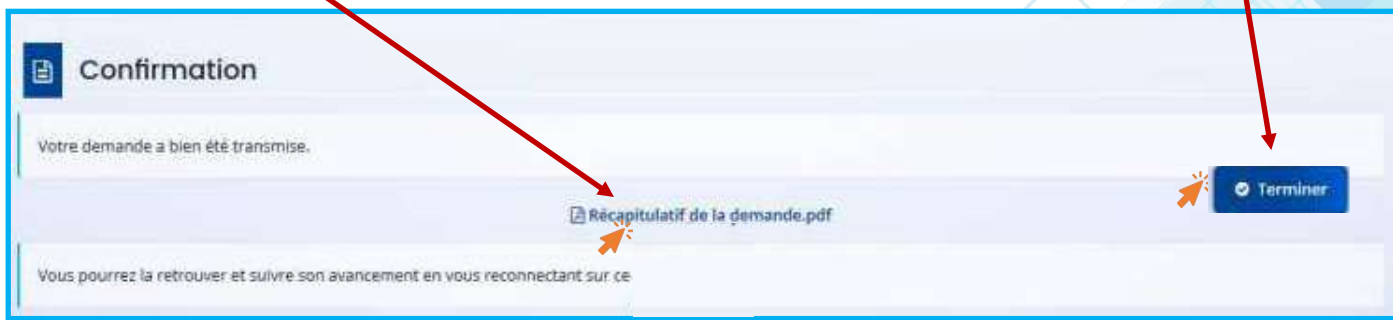 Confirmation
Votre demande a bien été transmise.
Terminer
Récapitulatif de la demande.pdf
Vous pourrez la retrouver et suivre son avancement en vous reconnectant sur ce